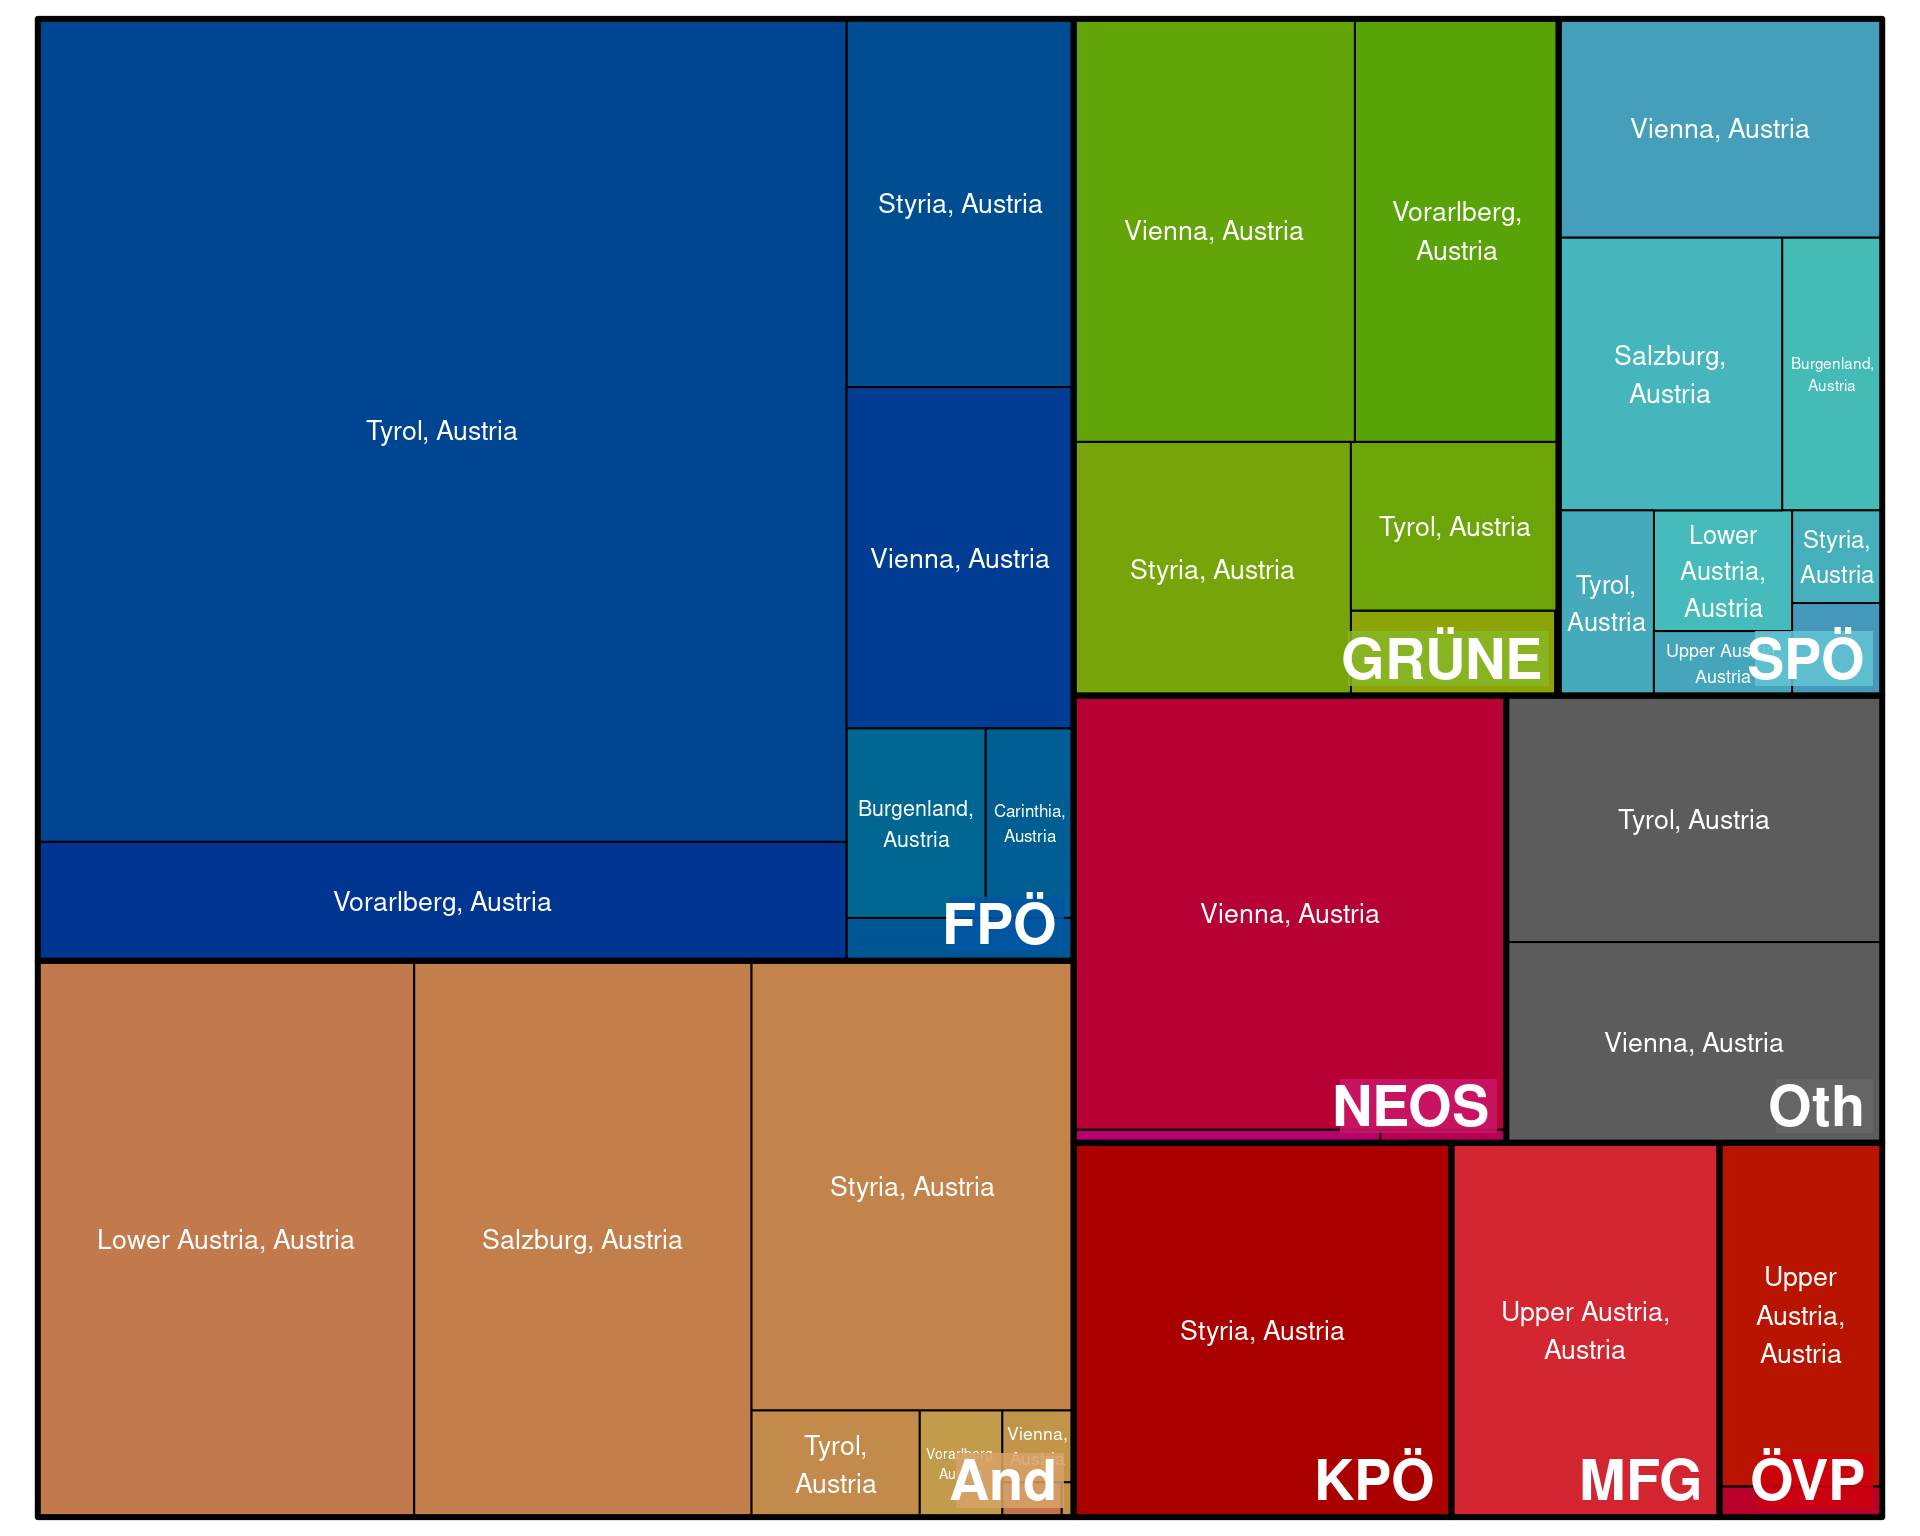 Tyrol, Austria
Styria, Austria
Vienna, Austria
Burgenland,
Austria
Carinthia,
Austria
Vorarlberg, Austria
FPÖ
Lower Austria, Austria
Salzburg, Austria
Styria, Austria
Tyrol,
Austria
Vorarlberg,
Vienna,
Austria
And
Vienna, Austria
Vorarlberg,
Austria
Styria, Austria
Tyrol, Austria
GRÜNE
Vienna, Austria
Salzburg,
Austria
Burgenland,
Austria
Tyrol,
Austria
Lower
Austria,
Austria
Styria,
Austria
Upper
Austria
SPÖ
Vienna, Austria
NEOS
Tyrol, Austria
Vienna, Austria
Oth
Styria, Austria
KPÖ
Upper Austria,
Austria
MFG
Upper
Austria,
Austria
ÖVP